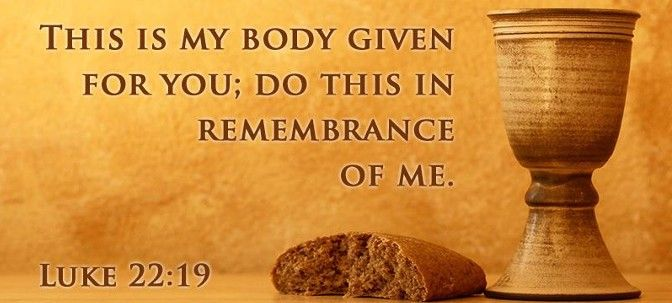 THIS IS MY BODY GIVEN
FOR YOU; DO THIS IN
REMEMBRANCE
OF ME.
LUKE 22:19